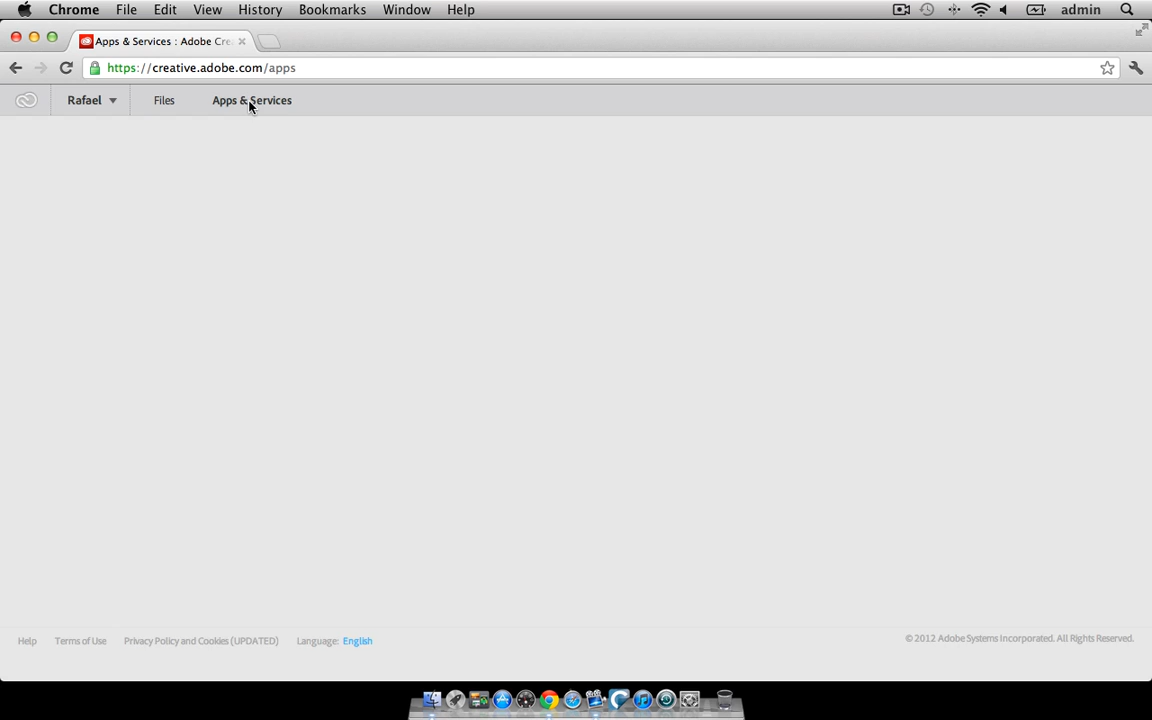 Chrome File Edit View History Bookmarks Window Help admin
Apps & Services : Adobe Cre
https://creative.adobe.com/apps
Rafael Files Apps & Services
Help Terms of Use Privacy Policy and Cookies (UPDATED) Language: English © 2012 Adobe Systems Incorporated. All Rights Reserved.